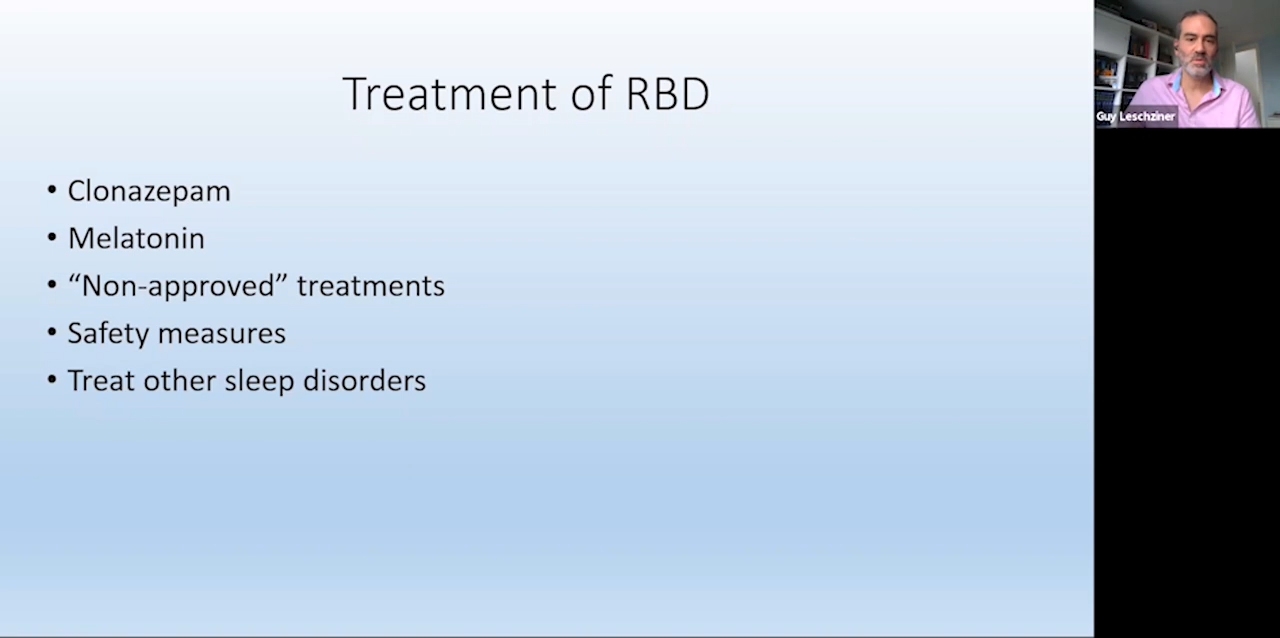 Treatment of RBD
• Clonazepam
• Melatonin
• “Non-approved” treatments
• Safety measures
• Treat other sleep disorders
Guy Leschziner